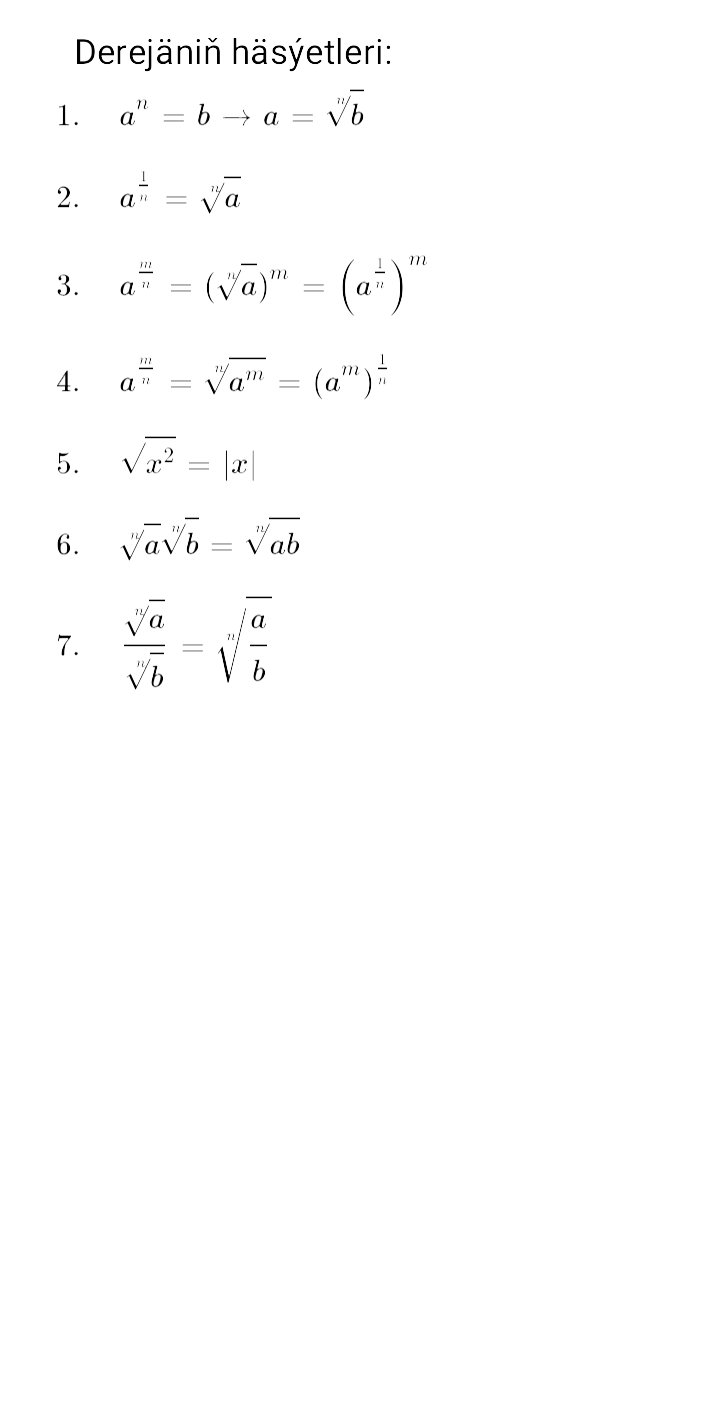 Derejäniň häsýetleri:
1. $a^n = b \rightarrow a = \sqrt[n]{b}$
2. $a^{\frac{1}{n}} = \sqrt[n]{a}$
3. $a^{\frac{m}{n}} = (\sqrt[n]{a})^m = \left(a^{\frac{1}{n}}\right)^m$
4. $a^{\frac{m}{n}} = \sqrt[n]{a^m} = (a^m)^{\frac{1}{n}}$
5. $\sqrt{x^2} = |x|$
6. $\sqrt[n]{a}\sqrt[n]{b} = \sqrt[n]{ab}$
7. $\frac{\sqrt[n]{a}}{\sqrt[n]{b}} = \sqrt[n]{\frac{a}{b}}$